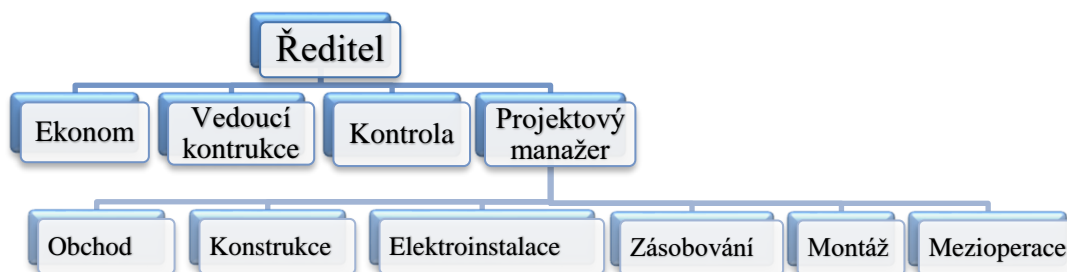 Ředitel
Ekonom
Vedoucí
kontrukce
Kontrola
Projektový
manažer
Obchod
Konstrukce
Elektroinstalace
Zásobování
Montáž
Mezioperace